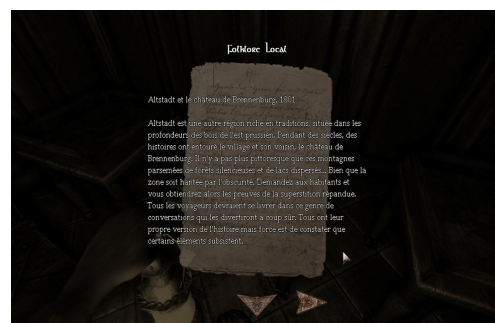 Folklore Local
Altstadt et le château de Brennenburg, 1801
Altstadt est une autre région riche en traditions, située dans les
profondeurs des bois de l'est prussien. Pendant des siècles, des
histoires ont entouré le village et son voisin, le château de
Brennenburg. Il n'y a pas plus pittoresque que ces montagnes
parsemées de forêts silencieuses et de lacs dispersés... Bien que la
zone soit hantée par l'obscurité. Demandez aux habitants et
vous obtiendrez alors les preuves de la superstition répandue.
Tous les voyageurs devraient se livrer dans ce genre de
conversations qui les divertiront à coup sûr. Tous ont leur
propre version de l'histoire mais force est de constater que
certains éléments subsistent.